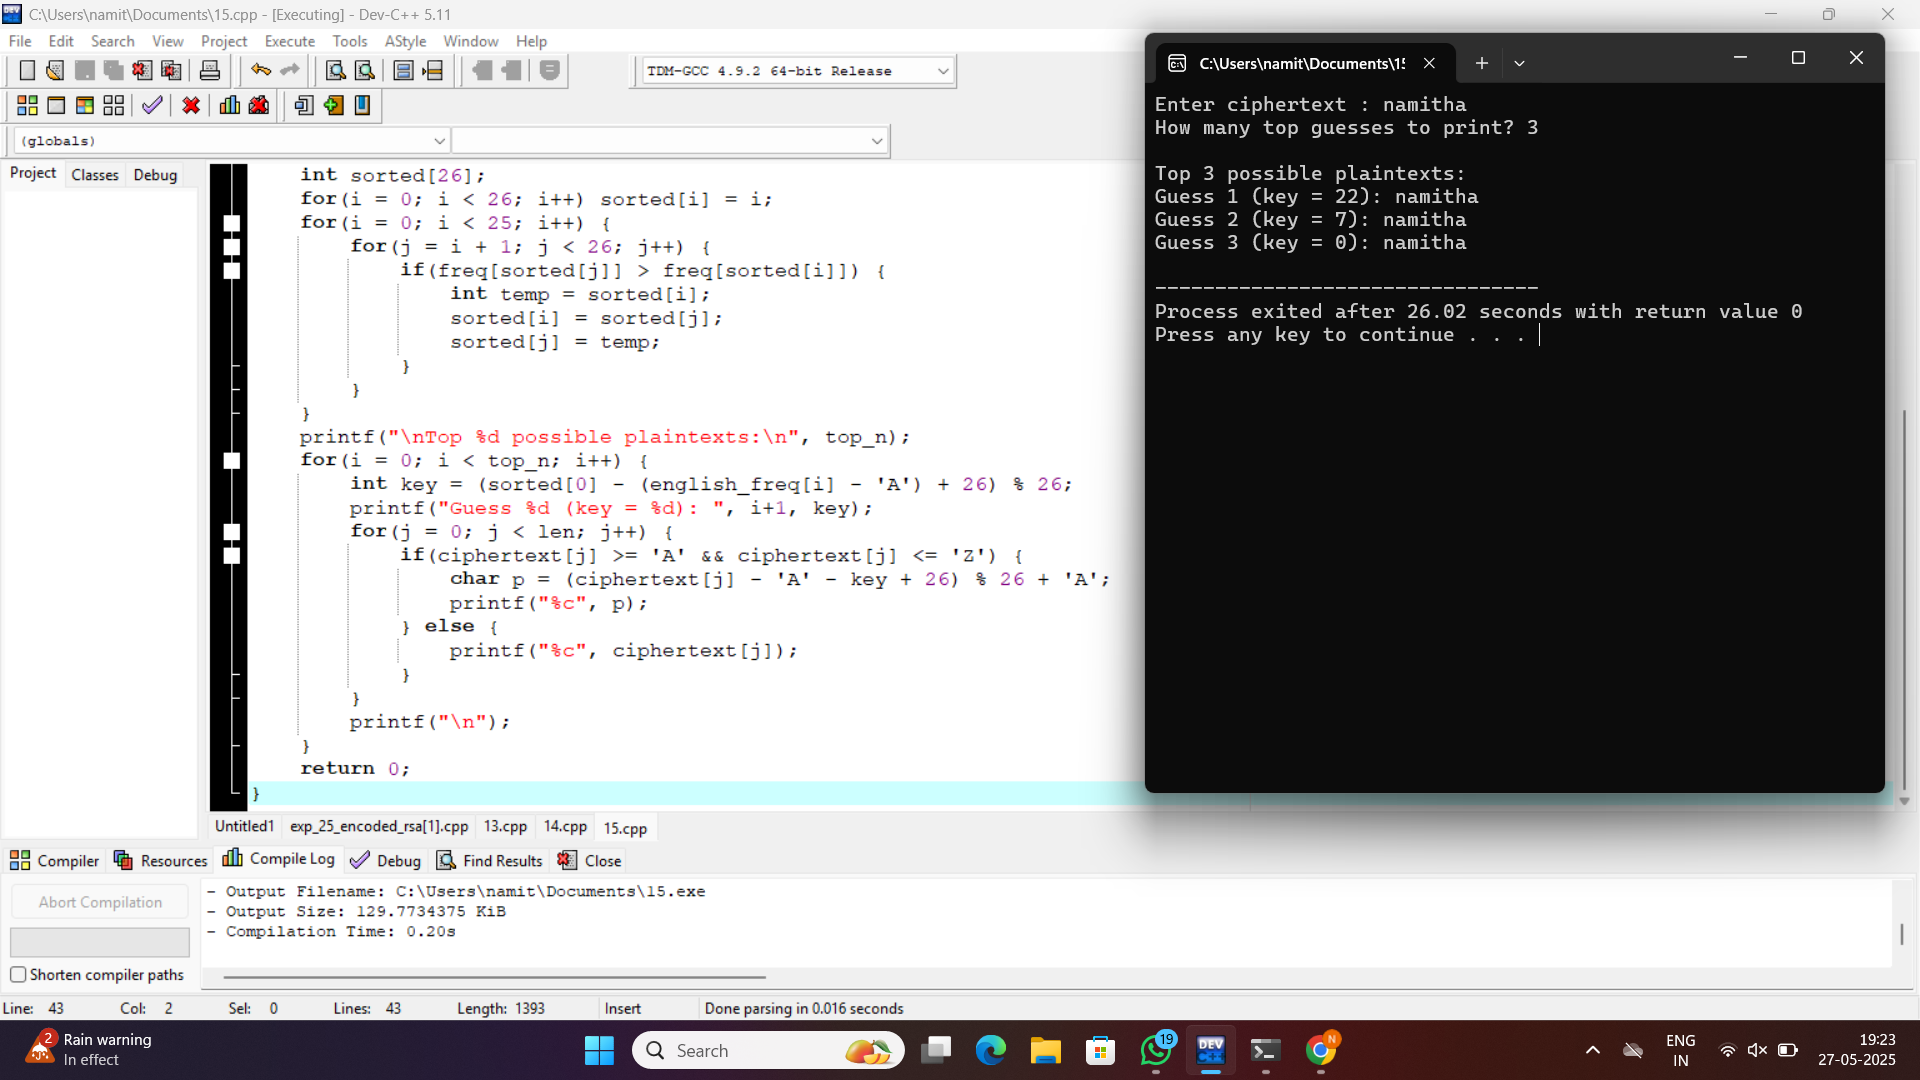 C:\Users\namit\Documents\15.cpp - [Executing] - Dev-C++ 5.11
File Edit Search View Project Execute Tools AStyle Window Help
TDM-GCC 4.9.2 64-bit Release
(globals)
Project Classes Debug
int sorted[26];
for(i = 0; i < 26; i++) sorted[i] = i;
for(i = 0; i < 25; i++) {
for(j = i + 1; j < 26; j++) {
if(freq[sorted[j]] > freq[sorted[i]]) {
int temp = sorted[i];
sorted[i] = sorted[j];
sorted[j] = temp;
}
}
}
printf("\nTop %d possible plaintexts:\n", top_n);
for(i = 0; i < top_n; i++) {
int key = (sorted[0] - (english_freq[i] - 'A') + 26) % 26;
printf("Guess %d (key = %d): ", i+1, key);
for(j = 0; j < len; j++) {
if(ciphertext[j] >= 'A' && ciphertext[j] <= 'Z') {
char p = (ciphertext[j] - 'A' - key + 26) % 26 + 'A';
printf("%c", p);
} else {
printf("%c", ciphertext[j]);
}
}
printf("\n");
}
return 0;
}
C:\Users\namit\Documents\15
Enter ciphertext : namitha
How many top guesses to print? 3
Top 3 possible plaintexts:
Guess 1 (key = 22): namitha
Guess 2 (key = 7): namitha
Guess 3 (key = 0): namitha
--------------------------------
Process exited after 26.02 seconds with return value 0
Press any key to continue . . .
Untitled1 exp_25_encoded_rsa[1].cpp 13.cpp 14.cpp 15.cpp
Compiler Resources Compile Log Debug Find Results Close
Abort Compilation
Shorten compiler paths
- Output Filename: C:\Users\namit\Documents\15.exe
- Output Size: 129.7734375 KiB
- Compilation Time: 0.20s
Line: 43 Col: 2 Sel: 0 Lines: 43 Length: 1393 Insert Done parsing in 0.016 seconds
2
Rain warning
In effect
Search
19
DEV
N
ENG
IN
19:23
27-05-2025